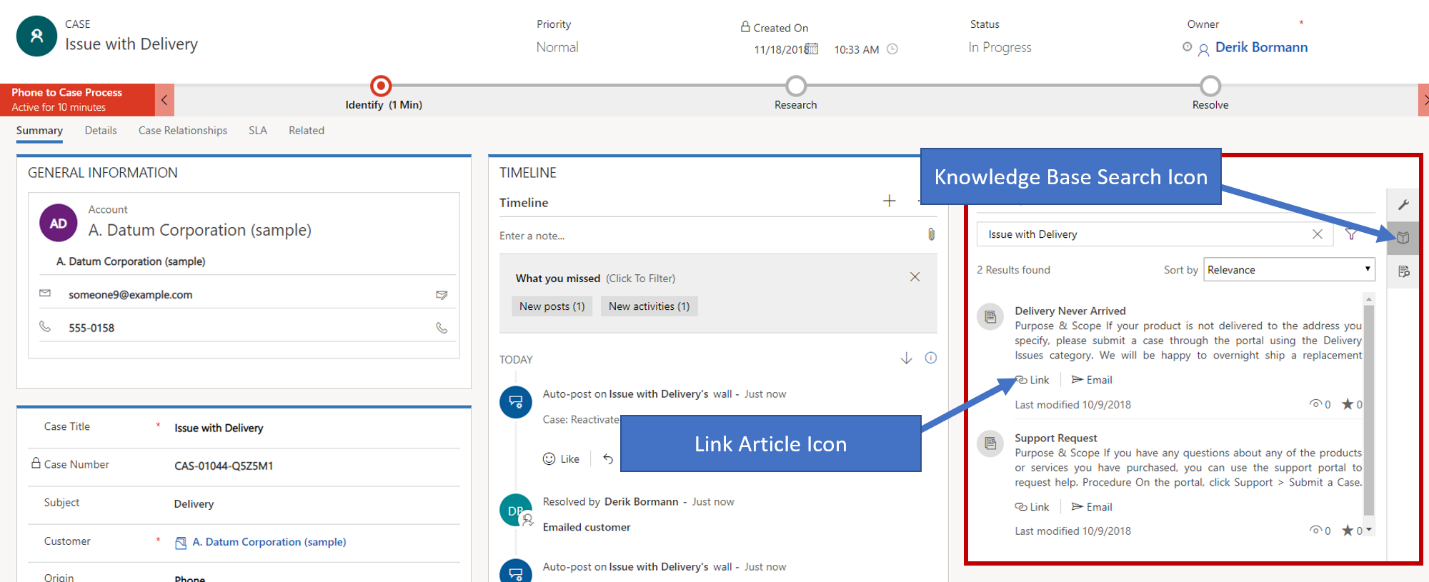 CASE
Issue with Delivery
Priority
Normal
Created On
11/18/2018 10:33 AM
Status
In Progress
Owner *
Derik Bormann
Phone to Case Process
Active for 10 minutes
Identify (1 Min)
Research
Resolve
Summary Details Case Relationships SLA Related
GENERAL INFORMATION
AD
Account
A. Datum Corporation (sample)
A. Datum Corporation (sample)
someone9@example.com
555-0158
Case Title * Issue with Delivery
Case Number CAS-01044-Q5Z5M1
Subject Delivery
Customer * A. Datum Corporation (sample)
Origin Phone
TIMELINE
Timeline
Enter a note...
What you missed (Click To Filter)
New posts (1) New activities (1)
TODAY
Auto-post on Issue with Delivery's wall - Just now
Case: Reactivate
Like
DB
Resolved by Derik Bormann - Just now
Emailed customer
Auto-post on Issue with Delivery's wall - Just now
Knowledge Base Search Icon
Link Article Icon
Issue with Delivery
2 Results found Sort by Relevance
Delivery Never Arrived
Purpose & Scope If your product is not delivered to the address you
specify, please submit a case through the portal using the Delivery
Issues category. We will be happy to overnight ship a replacement
Link Email
Last modified 10/9/2018 0 0
Support Request
Purpose & Scope If you have any questions about any of the products
or services you have purchased, you can use the support portal to
request help. Procedure On the portal, click Support > Submit a Case.
Link Email
Last modified 10/9/2018 0 0